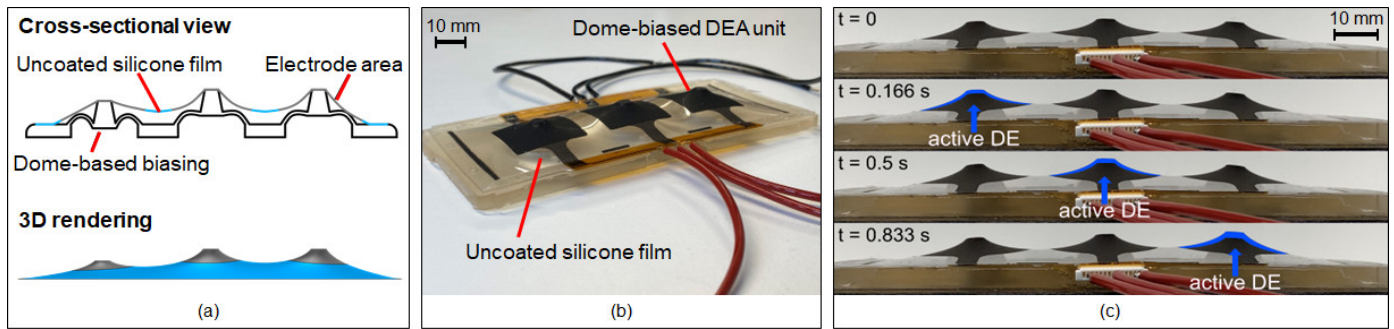 Cross-sectional view
Uncoated silicone film
Electrode area
Dome-based biasing
3D rendering
(a)
10 mm
Dome-biased DEA unit
Uncoated silicone film
(b)
t = 0
10 mm
t = 0.166 s
active DE
t = 0.5 s
active DE
t = 0.833 s
active DE
(c)